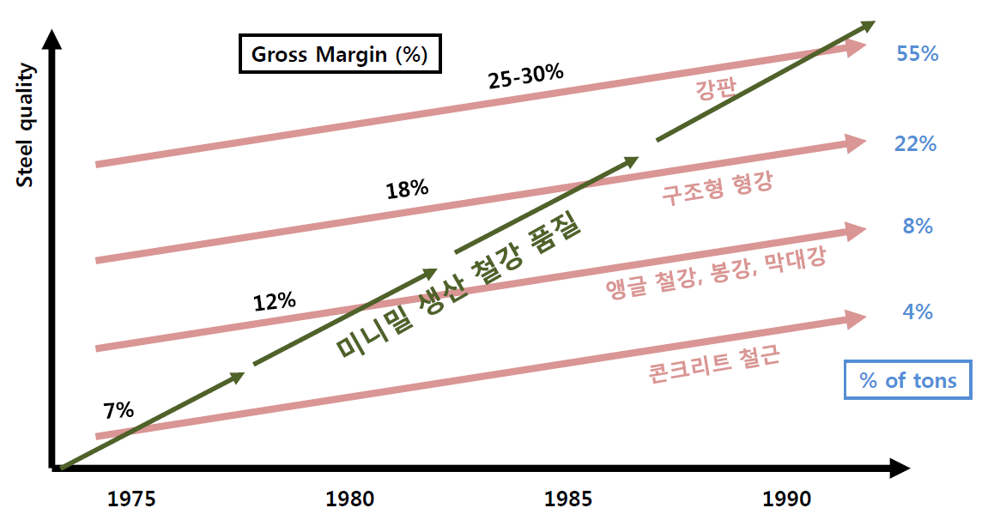 Gross Margin (%)
Steel quality
25-30%
강판
55%
18%
구조형 형강
22%
12%
미니밀 생산 철강 품질
앵글 철강, 봉강, 막대강
8%
7%
콘크리트 철근
4%
% of tons
1975
1980
1985
1990